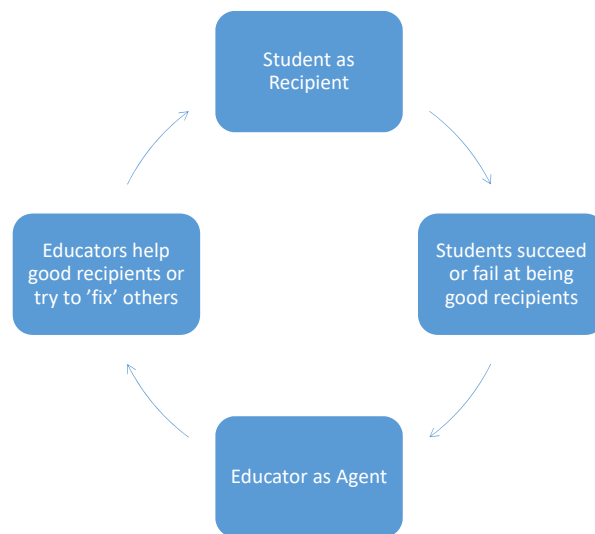 Student as
Recipient
Students succeed
or fail at being
good recipients
Educator as Agent
Educators help
good recipients or
try to ’fix’ others